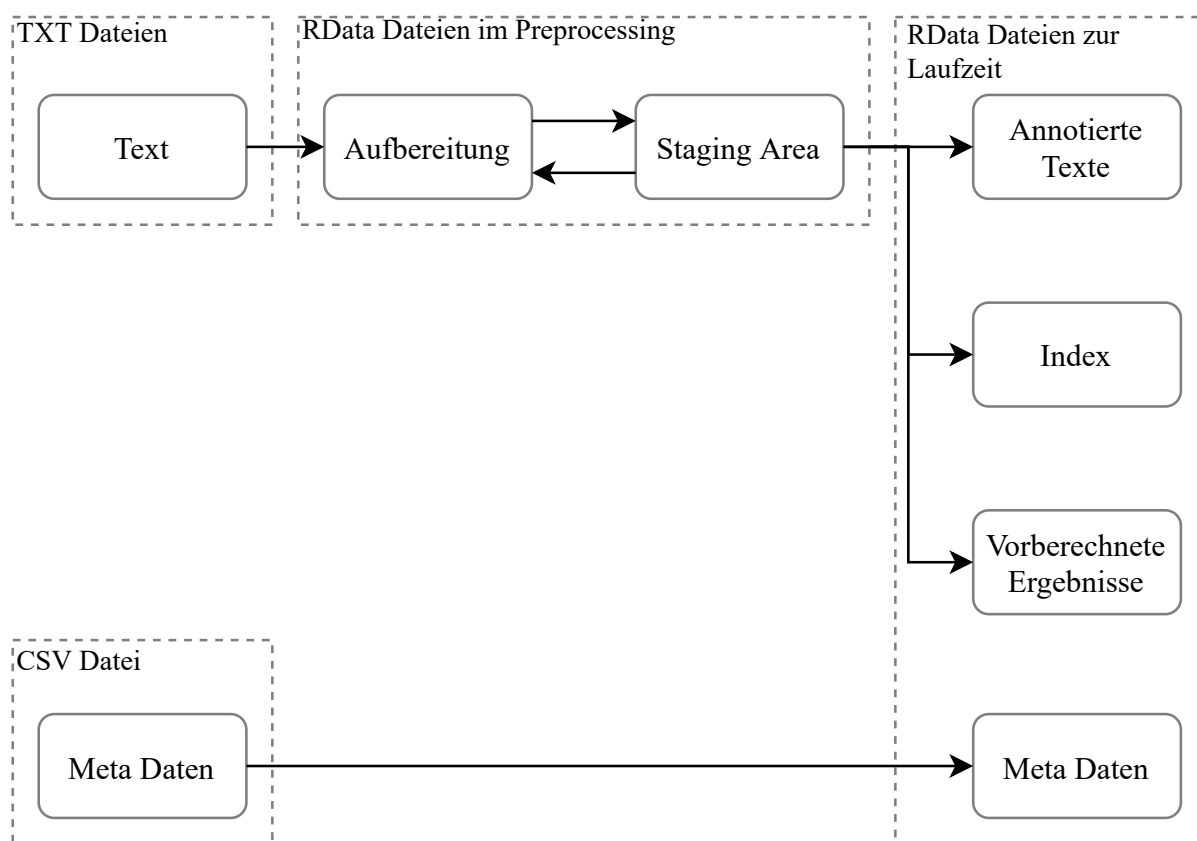 TXT Dateien
Text
RData Dateien im Preprocessing
Aufbereitung
Staging Area
RData Dateien zur
Laufzeit
Annotierte
Texte
Index
Vorberechnete
Ergebnisse
CSV Datei
Meta Daten
Meta Daten